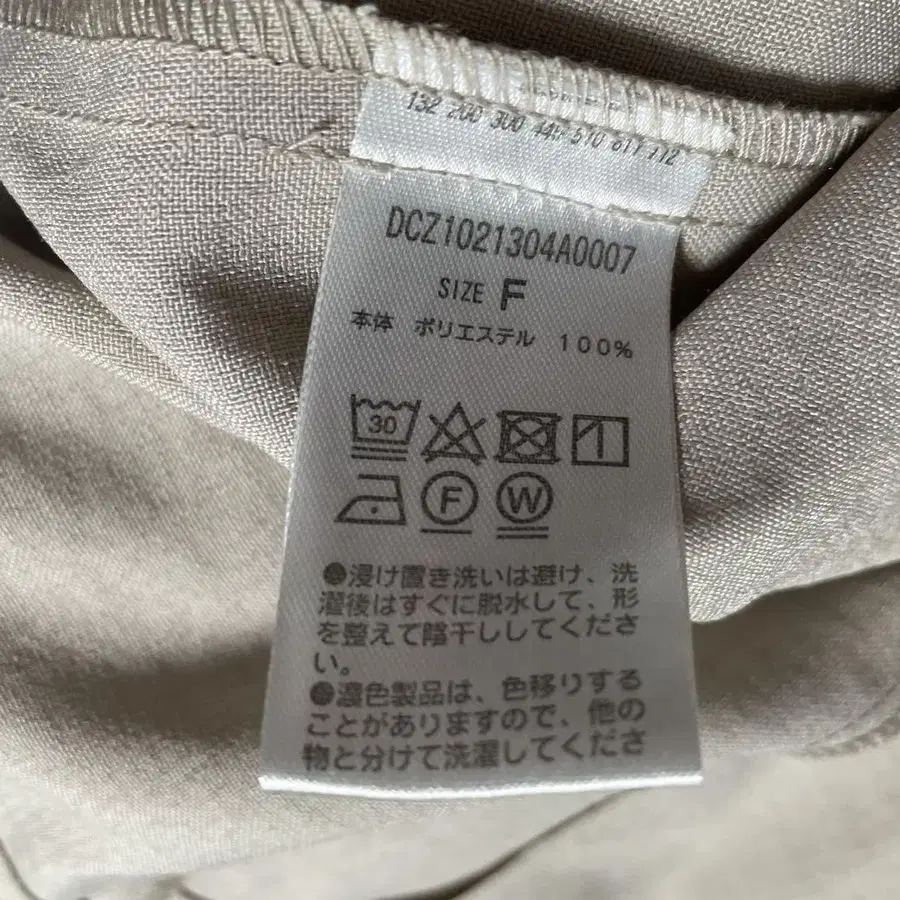 132 200 300 449 510 611 712
DCZ1021304A0007
SIZE F
本体 ポリエステル 100%
30
F W
●浸け置き洗いは避け、洗
濯後はすぐに脱水して、形
を整えて陰干ししてくださ
い。
●濃色製品は、色移りする
ことがありますので、他の
物と分けて洗濯してくださ